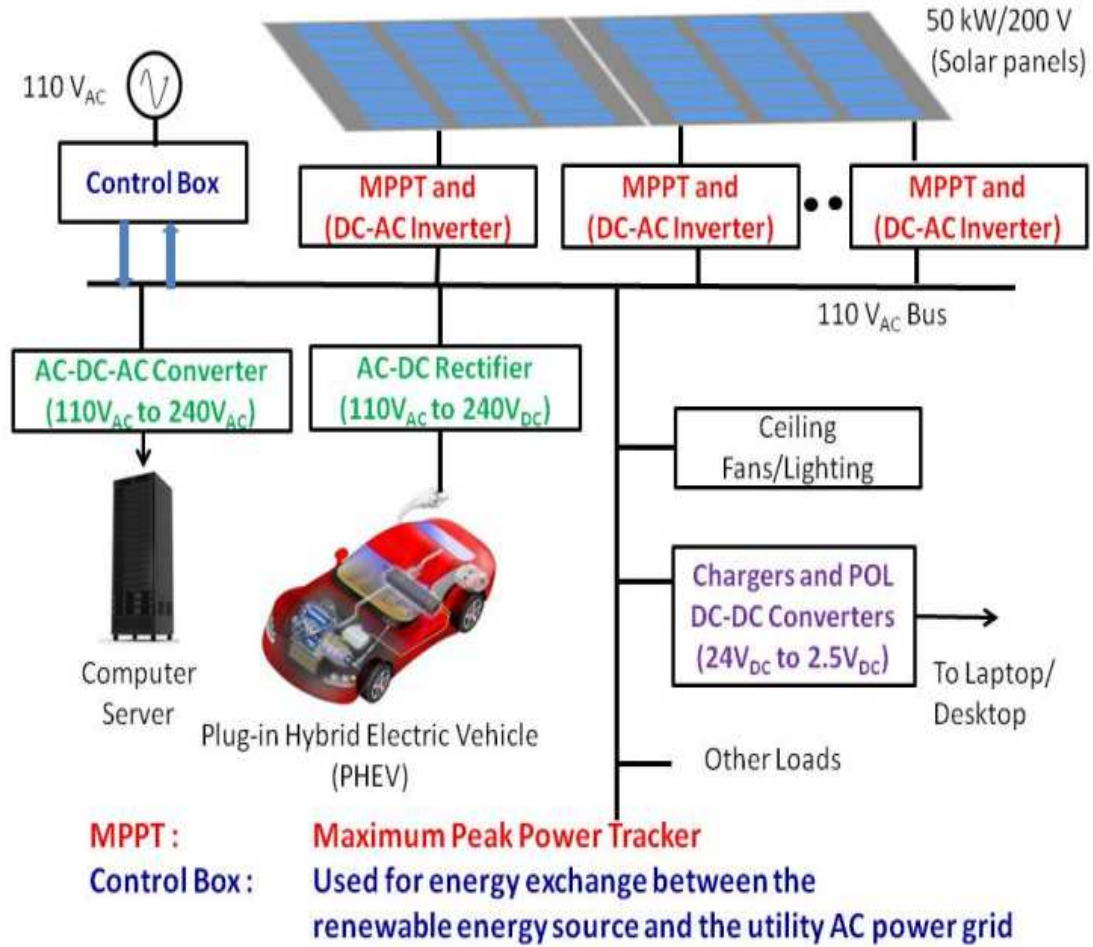 50 kW/200 V
(Solar panels)
110 VAC
Control Box
MPPT and
(DC-AC Inverter)
MPPT and
(DC-AC Inverter)
MPPT and
(DC-AC Inverter)
110 VAC Bus
AC-DC-AC Converter
(110VAC to 240VAC)
AC-DC Rectifier
(110VAC to 240VDC)
Ceiling
Fans/Lighting
Chargers and POL
DC-DC Converters
(24VDC to 2.5VDC)
To Laptop/
Desktop
Computer
Server
Plug-in Hybrid Electric Vehicle
(PHEV)
Other Loads
MPPT : Maximum Peak Power Tracker
Control Box : Used for energy exchange between the
renewable energy source and the utility AC power grid